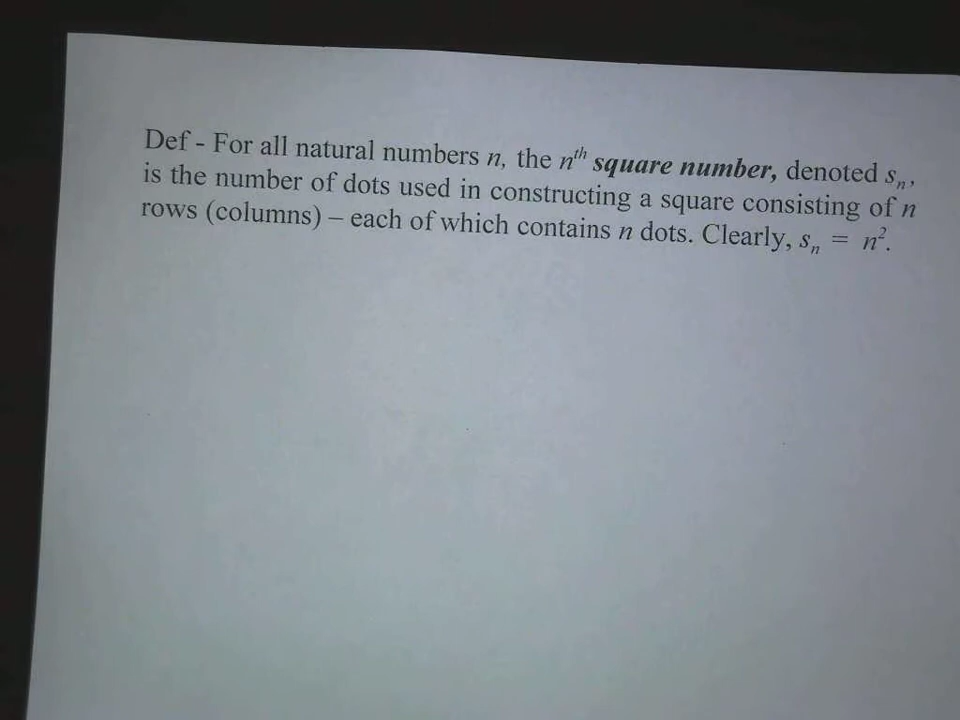 Def - For all natural numbers n, the nᵗʰ square number, denoted sₙ,
is the number of dots used in constructing a square consisting of n
rows (columns) – each of which contains n dots. Clearly, sₙ = n².